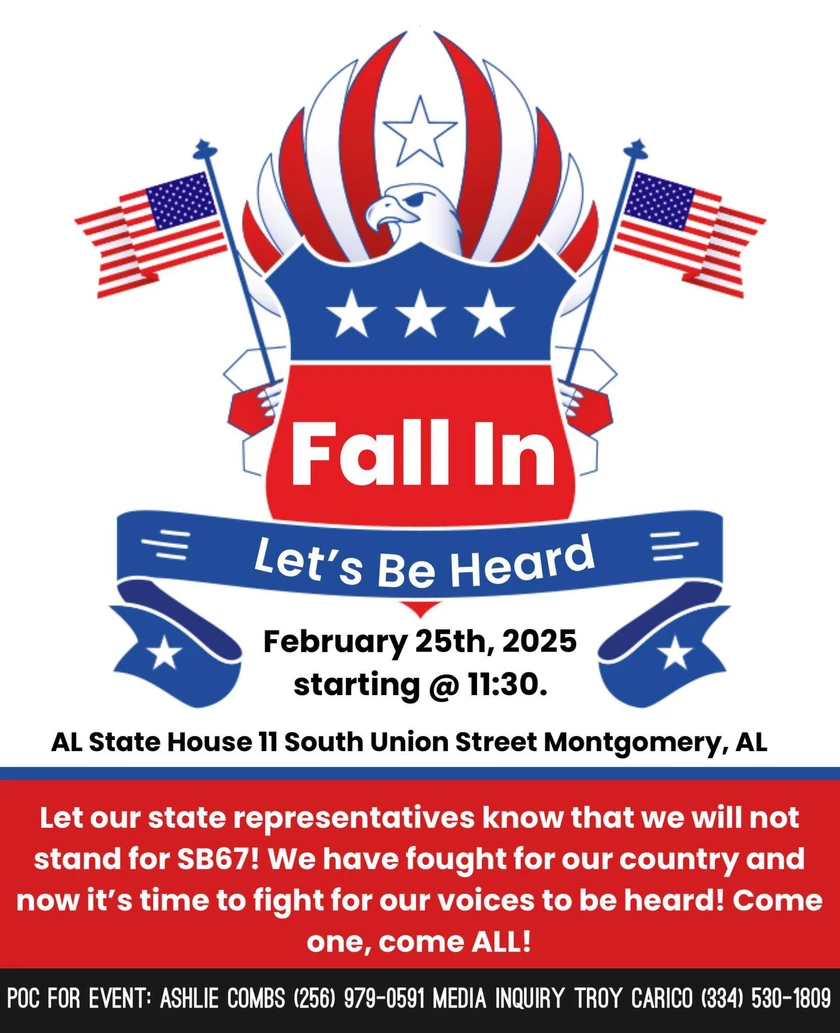 Fall In
Let's Be Heard
February 25th, 2025
starting @ 11:30.
AL State House 11 South Union Street Montgomery, AL
Let our state representatives know that we will not
stand for SB67! We have fought for our country and
now it's time to fight for our voices to be heard! Come
one, come ALL!
POC FOR EVENT: ASHLIE COMBS (256) 979-0591 MEDIA INQUIRY TROY CARICO (334) 530-1809